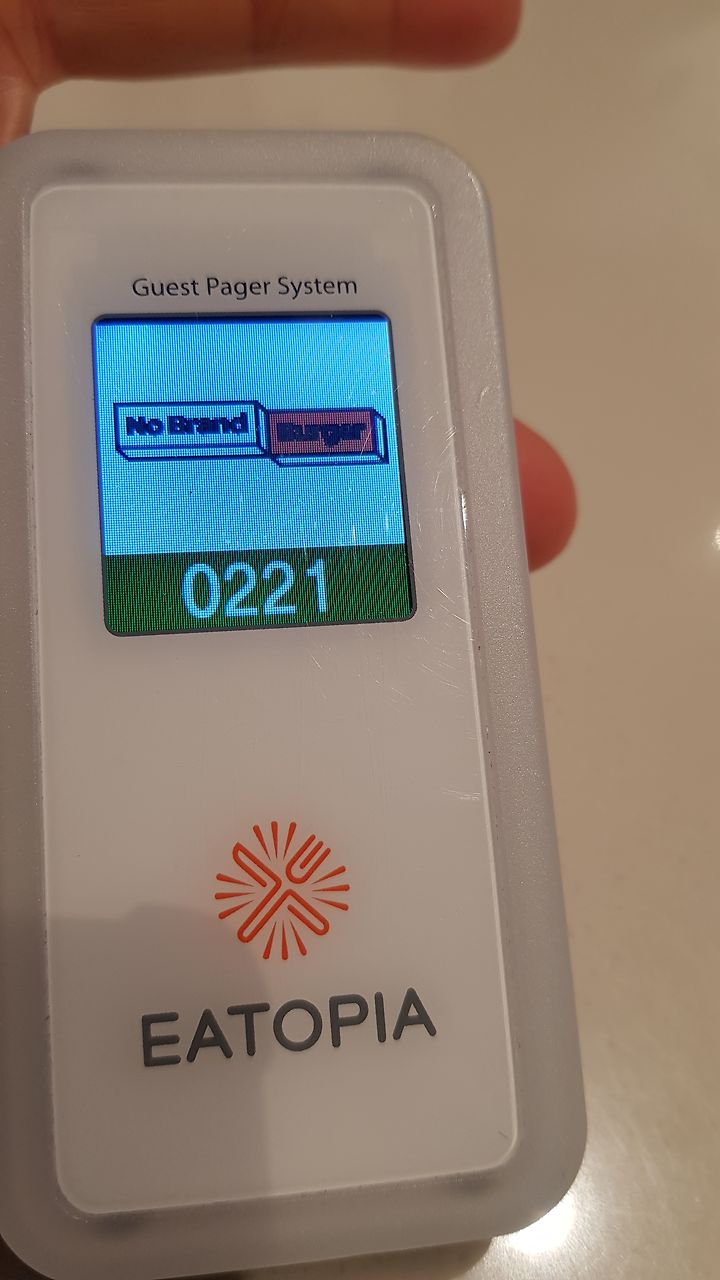 Guest Pager System
No Brand Burger
0221
EATOPIA